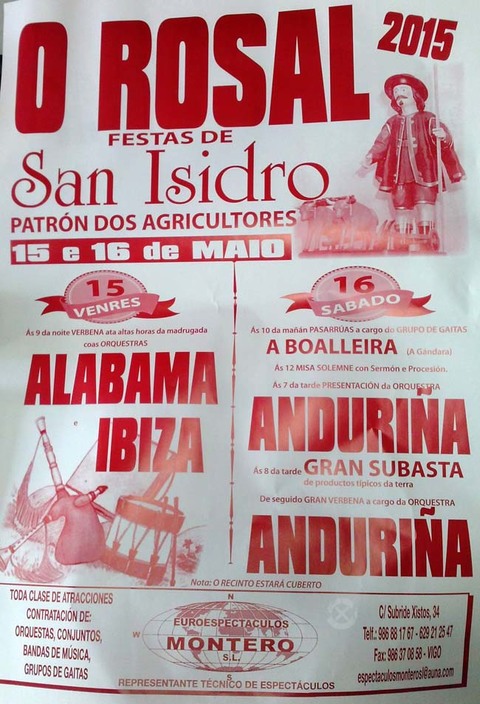 O ROSAL
2015
FESTAS DE
San Isidro
PATRÓN DOS AGRICULTORES
15 e 16 de MAIO
15
VENRES
Ás 9 da noite VERBENA ata altas horas da madrugada
coas ORQUESTRAS
ALABAMA
e
IBIZA
16
SABADO
Ás 10 da mañán PASARRÚAS a cargo do GRUPO DE GAITAS
A BOALLEIRA (A Gándara)
Ás 12 MISA SOLEMNE con Sermón e Procesión.
Ás 7 da tarde PRESENTACIÓN da ORQUESTRA
ANDURIÑA
Ás 8 da tarde GRAN SUBASTA
de productos típicos da terra
De seguido GRAN VERBENA a cargo da ORQUESTRA
ANDURIÑA
Nota: O RECINTO ESTARÁ CUBERTO
TODA CLASE DE ATRACCIONES
CONTRATACION DE:
ORQUESTAS, CONJUNTOS,
BANDAS DE MÚSICA,
GRUPOS DE GAITAS
N
EUROESPECTACULOS
W
MONTERO
S.L.
S
REPRESENTANTE TÉCNICO DE ESPECTÁCULOS
C/ Subride Xistos, 34
Telf.: 986 88 17 67 - 629 21 25 47
Fax: 986 37 08 58 - VIGO
espectaculosmonterosl@auna.com